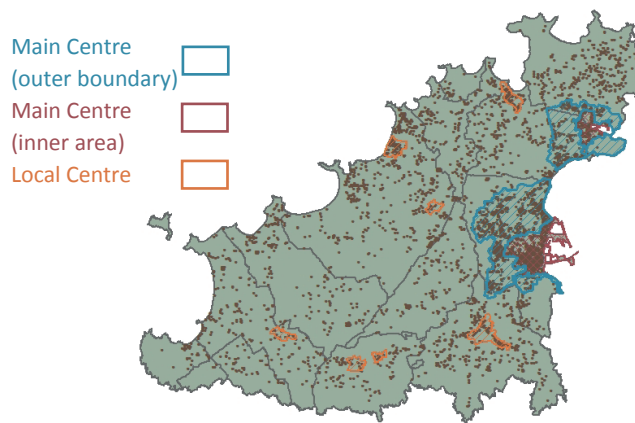 Main Centre
(outer boundary)
Main Centre
(inner area)
Local Centre